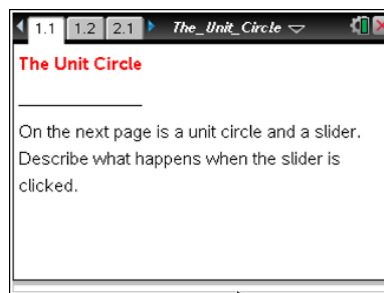 1.1 1.2 2.1 The_Unit_Circle
The Unit Circle
On the next page is a unit circle and a slider.
Describe what happens when the slider is
clicked.